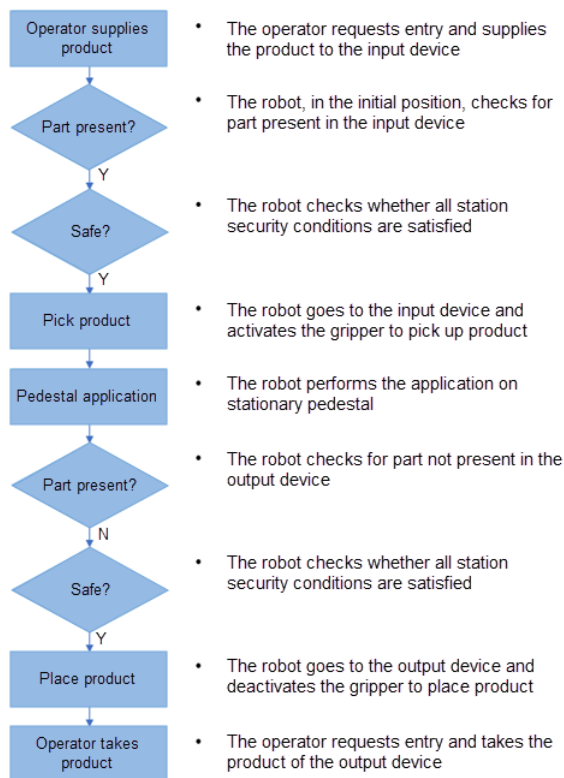 Operator supplies
product
• The operator requests entry and supplies
the product to the input device
Part present?
• The robot, in the initial position, checks for
part present in the input device
Y
Safe?
• The robot checks whether all station
security conditions are satisfied
Y
Pick product
• The robot goes to the input device and
activates the gripper to pick up product
Pedestal application
• The robot performs the application on
stationary pedestal
Part present?
• The robot checks for part not present in the
output device
N
Safe?
• The robot checks whether all station
security conditions are satisfied
Y
Place product
• The robot goes to the output device and
deactivates the gripper to place product
Operator takes
product
• The operator requests entry and takes the
product of the output device